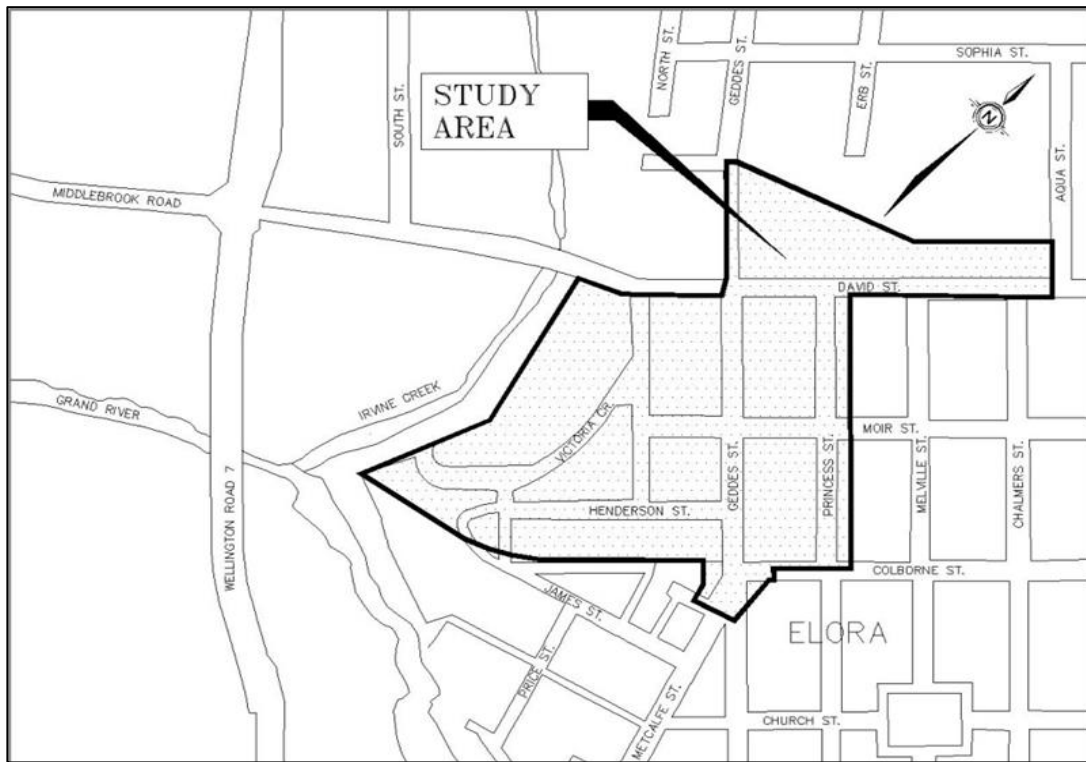 SOPHIA ST.
NORTH ST.
GEDDES ST.
ERB ST.
STUDY
AREA
SOUTH ST.
N
AQUA ST.
MIDDLEBROOK ROAD
DAVID ST.
IRVINE CREEK
GRAND RIVER
VICTORIA CR.
MOIR ST.
GEDDES ST.
PRINCESS ST.
MELVILLE ST.
CHALMERS ST.
WELLINGTON ROAD 7
HENDERSON ST.
COLBORNE ST.
JAMES ST.
ELORA
PRICE ST.
METCALFE ST.
CHURCH ST.